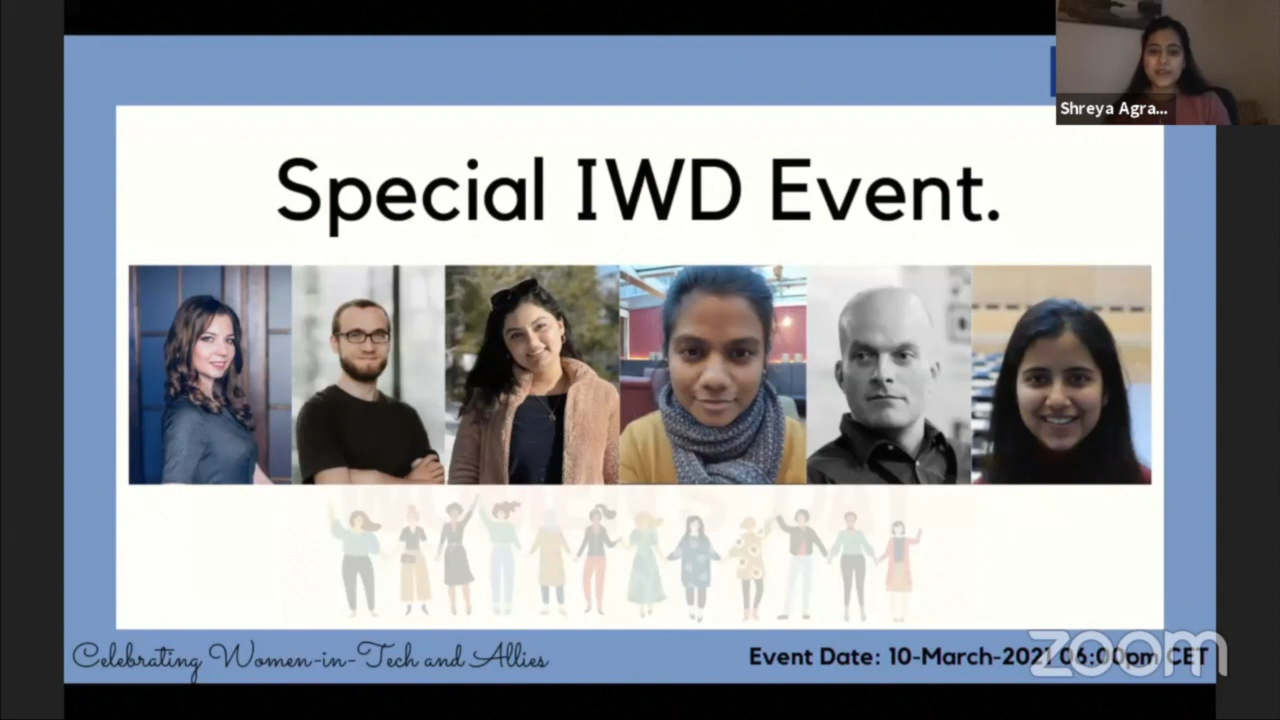 Shreya Agra...
Special IWD Event.
Celebrating Women-in-Tech and Allies
Event Date: 10-March-2021 06:00pm CET
zoom